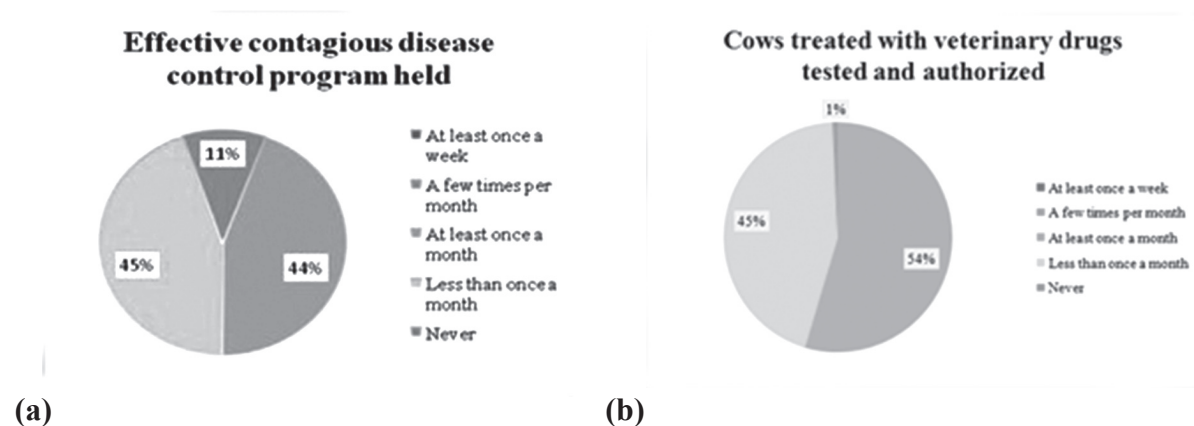 Effective contagious disease
control program held
11%
45%
44%
At least once a
week
A few times per
month
At least once a
month
Less than once a
month
Never
(a)
Cows treated with veterinary drugs
tested and authorized
1%
45%
54%
At least once a week
A few times per month
At least once a month
Less than once a month
Never
(b)